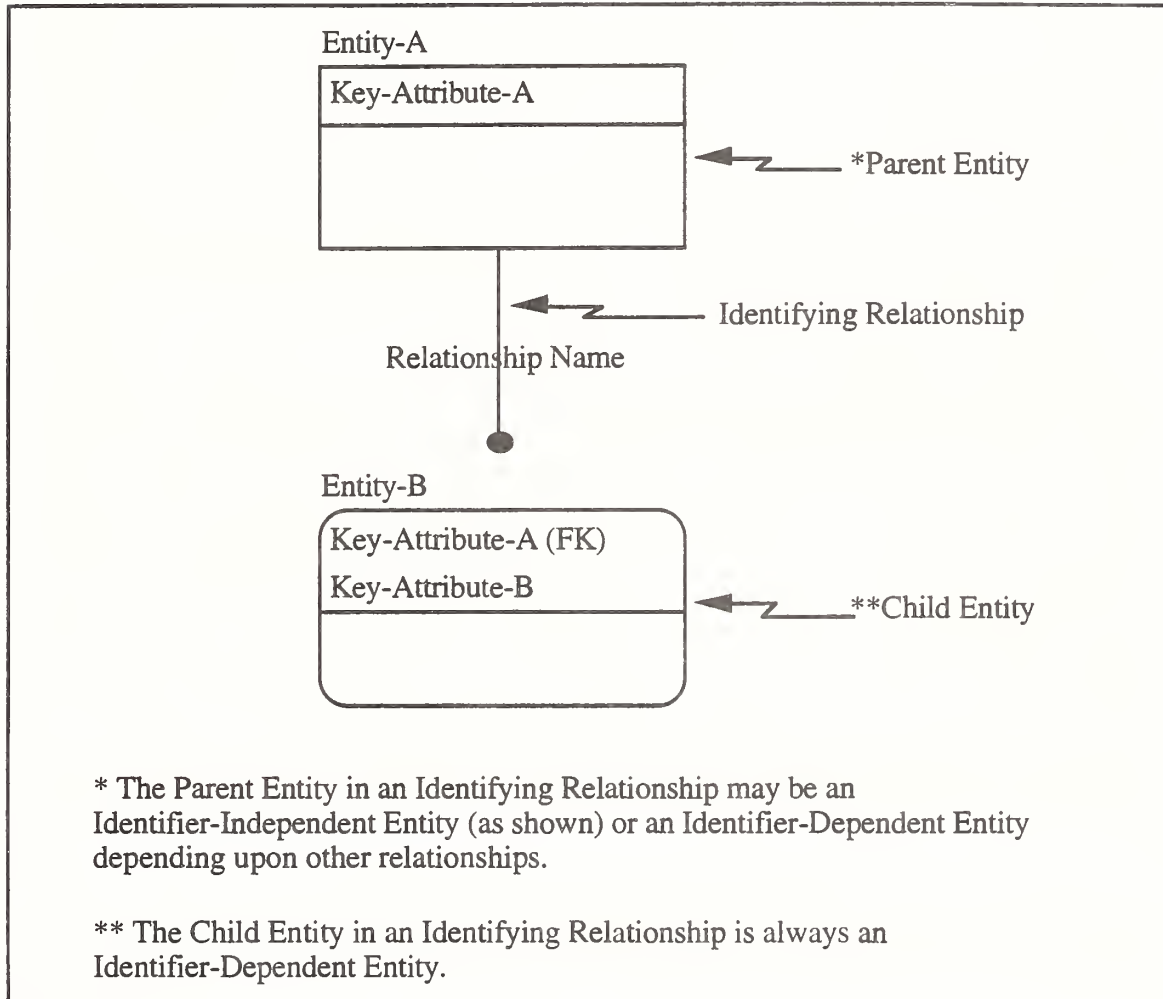 Entity-A
Key-Attribute-A
*Parent Entity
Identifying Relationship
Relationship Name
Entity-B
Key-Attribute-A (FK)
Key-Attribute-B
**Child Entity
* The Parent Entity in an Identifying Relationship may be an
Identifier-Independent Entity (as shown) or an Identifier-Dependent Entity
depending upon other relationships.
** The Child Entity in an Identifying Relationship is always an
Identifier-Dependent Entity.